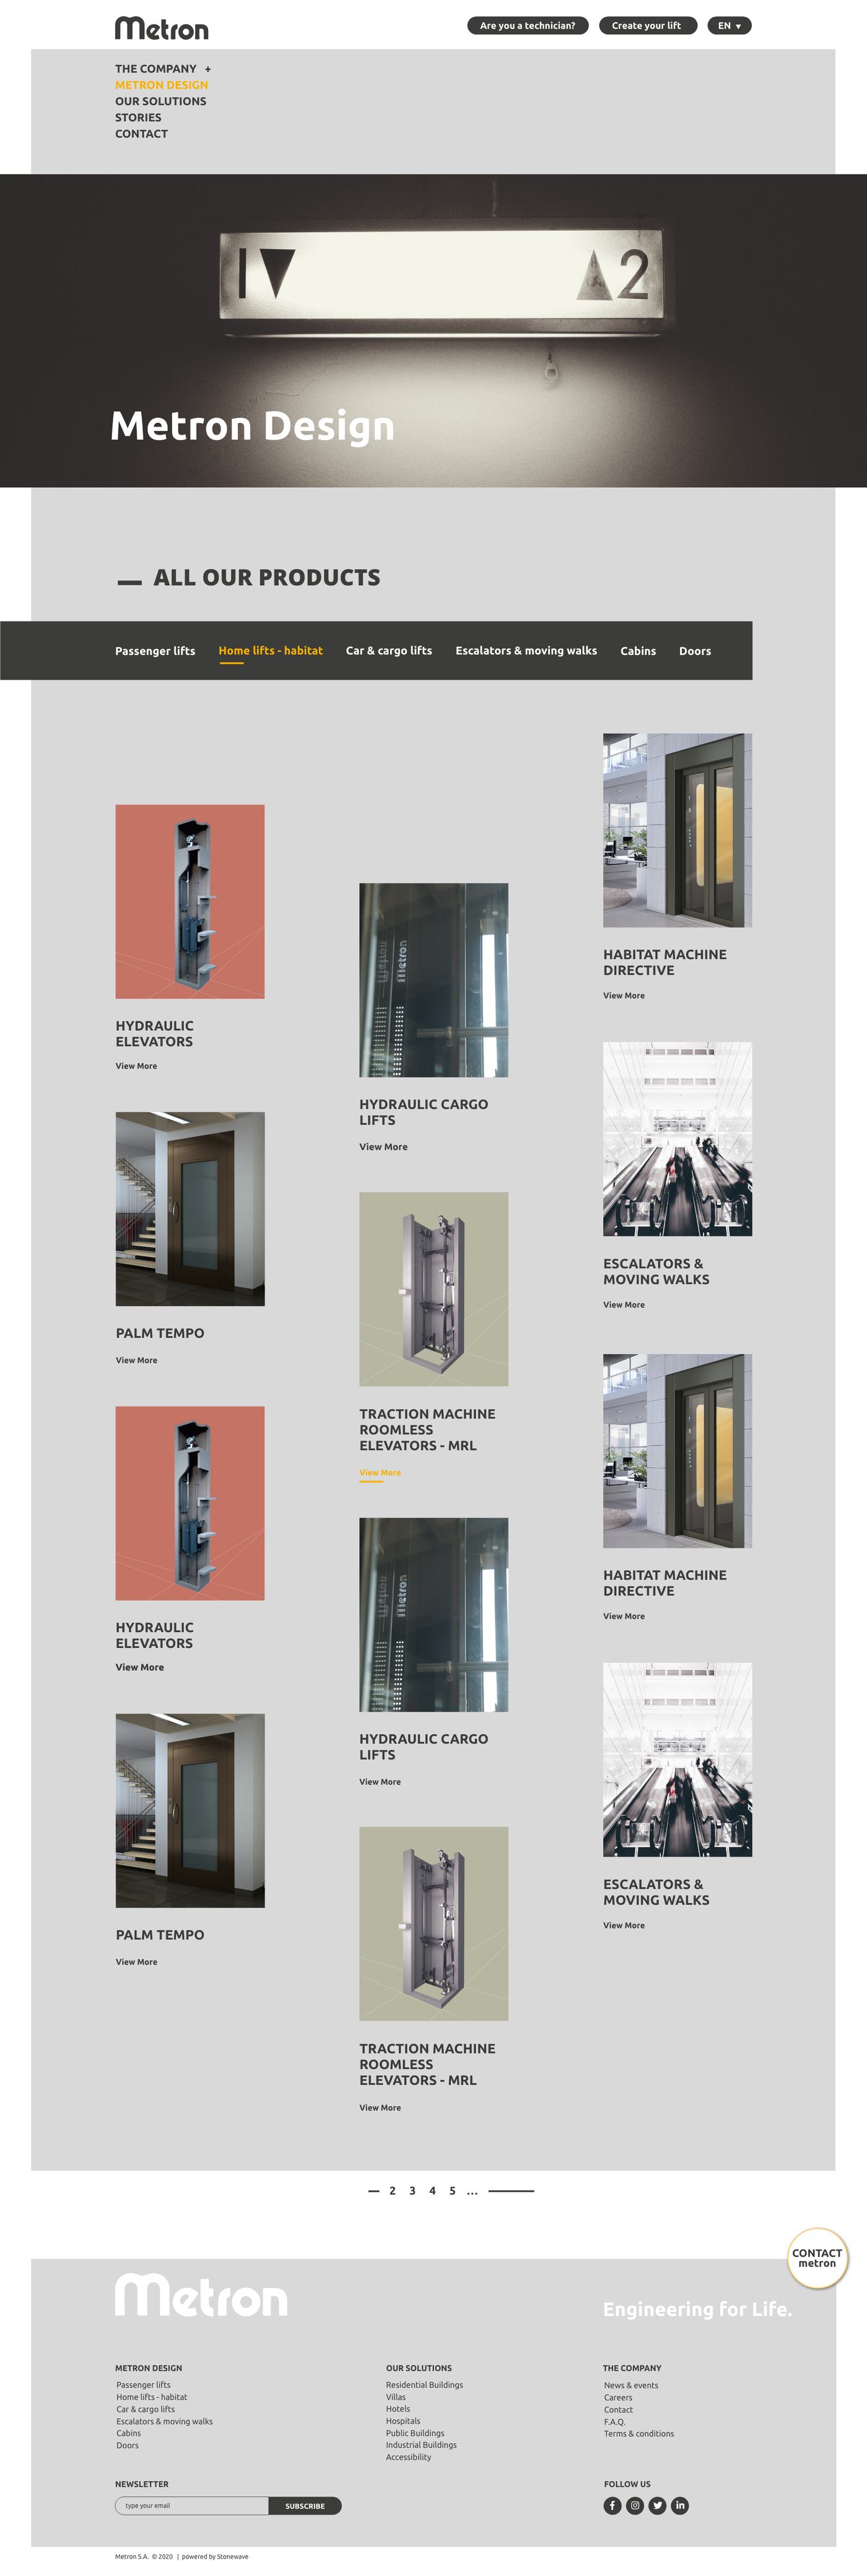 Metron
Are you a technician?
Create your lift
EN
THE COMPANY +
METRON DESIGN
OUR SOLUTIONS
STORIES
CONTACT
2
Metron Design
ALL OUR PRODUCTS
Passenger lifts
Home lifts - habitat
Car & cargo lifts
Escalators & moving walks
Cabins
Doors
HYDRAULIC
ELEVATORS
View More
PALM TEMPO
View More
HYDRAULIC
ELEVATORS
View More
PALM TEMPO
View More
Metron
Metron
HYDRAULIC CARGO
LIFTS
View More
TRACTION MACHINE
ROOMLESS
ELEVATORS - MRL
View More
Metron
Metron
HYDRAULIC CARGO
LIFTS
View More
TRACTION MACHINE
ROOMLESS
ELEVATORS - MRL
View More
HABITAT MACHINE
DIRECTIVE
View More
ESCALATORS &
MOVING WALKS
View More
HABITAT MACHINE
DIRECTIVE
View More
ESCALATORS &
MOVING WALKS
View More
2 3 4 5 ...
CONTACT
metron
Metron
Engineering for Life.
METRON DESIGN
Passenger lifts
Home lifts - habitat
Car & cargo lifts
Escalators & moving walks
Cabins
Doors
OUR SOLUTIONS
Residential Buildings
Villas
Hotels
Hospitals
Public Buildings
Industrial Buildings
Accessibility
THE COMPANY
News & events
Careers
Contact
F.A.Q.
Terms & conditions
NEWSLETTER
type your email
SUBSCRIBE
FOLLOW US
Metron S.A. © 2020 | powered by Stonewave